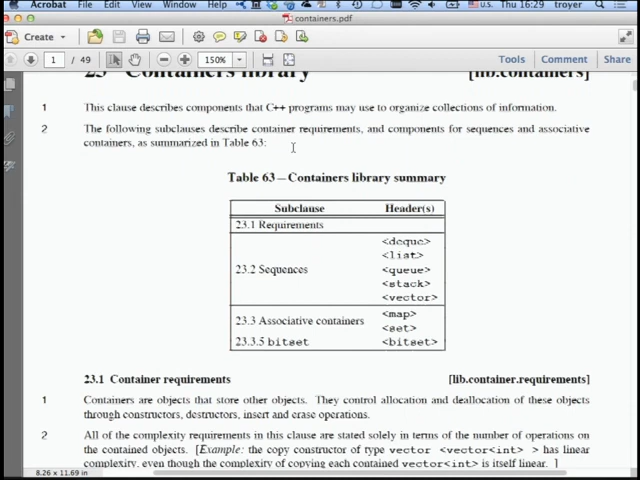 Acrobat File Edit View Window Help U.S. Thu 16:29 troyer
containers.pdf
Create
1 / 49 150% Tools Comment Share
23 Containers library [lib.containers]
1 This clause describes components that C++ programs may use to organize collections of information.
2 The following subclauses describe container requirements, and components for sequences and associative
containers, as summarized in Table 63:
Table 63—Containers library summary
Subclause Header(s)
23.1 Requirements
<deque>
<list>
23.2 Sequences <queue>
<stack>
<vector>
<map>
23.3 Associative containers
<set>
23.3.5 bitset <bitset>
23.1 Container requirements [lib.container.requirements]
1 Containers are objects that store other objects. They control allocation and deallocation of these objects
through constructors, destructors, insert and erase operations.
2 All of the complexity requirements in this clause are stated solely in terms of the number of operations on
the contained objects. [Example: the copy constructor of type vector <vector<int> > has linear
complexity, even though the complexity of copying each contained vector<int> is itself linear. ]
8.26 x 11.69 in